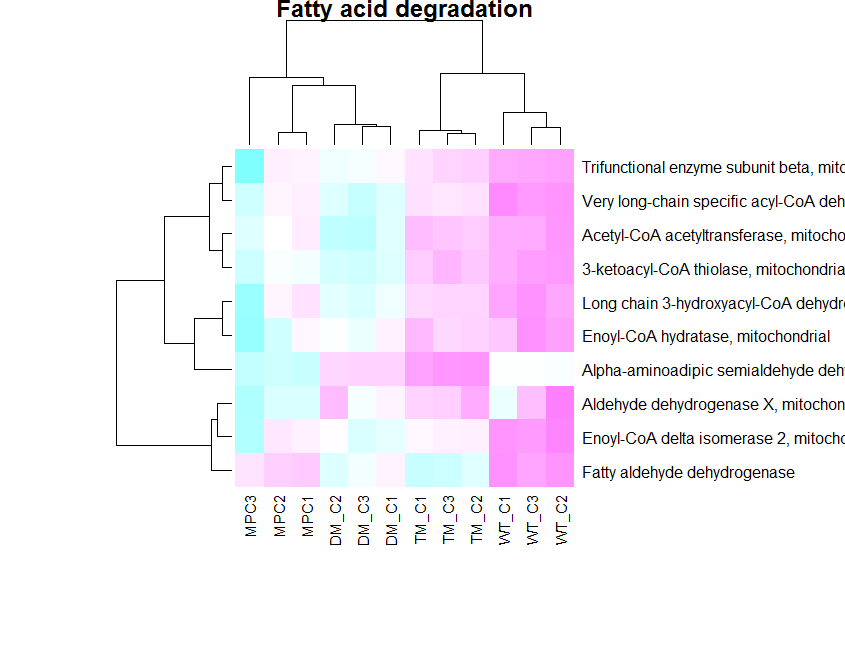 Fatty acid degradation
Trifunctional enzyme subunit beta, mito
Very long-chain specific acyl-CoA deh
Acetyl-CoA acetyltransferase, mitocho
3-ketoacyl-CoA thiolase, mitochondria
Long chain 3-hydroxyacyl-CoA dehydro
Enoyl-CoA hydratase, mitochondrial
Alpha-aminoadipic semialdehyde deh
Aldehyde dehydrogenase X, mitochon
Enoyl-CoA delta isomerase 2, mitocho
Fatty aldehyde dehydrogenase
MPC3
MPC2
MPC1
DM_C2
DM_C3
DM_C1
TM_C1
TM_C3
TM_C2
WT_C1
WT_C3
WT_C2